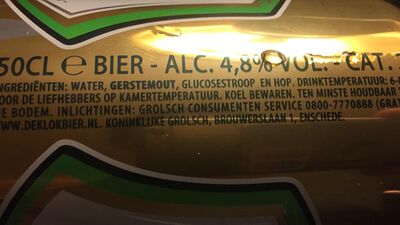 50CL ℮ BIER - ALC. 4,8% VOL. - CAT.
INGREDIËNTEN: WATER, GERSTEMOUT, GLUCOSESTROOP EN HOP. DRINKTEMPERATUUR: 6-
VOOR DE LIEFHEBBERS OP KAMERTEMPERATUUR. KOEL BEWAREN. TEN MINSTE HOUDBAAR
DE BODEM. INLICHTINGEN: GROLSCH CONSUMENTEN SERVICE 0800-7770888 (
WWW.DEKLOKBIER.NL. KONINKLIJKE GROLSCH, BROUWERSLAAN 1, ENSCHEDE.